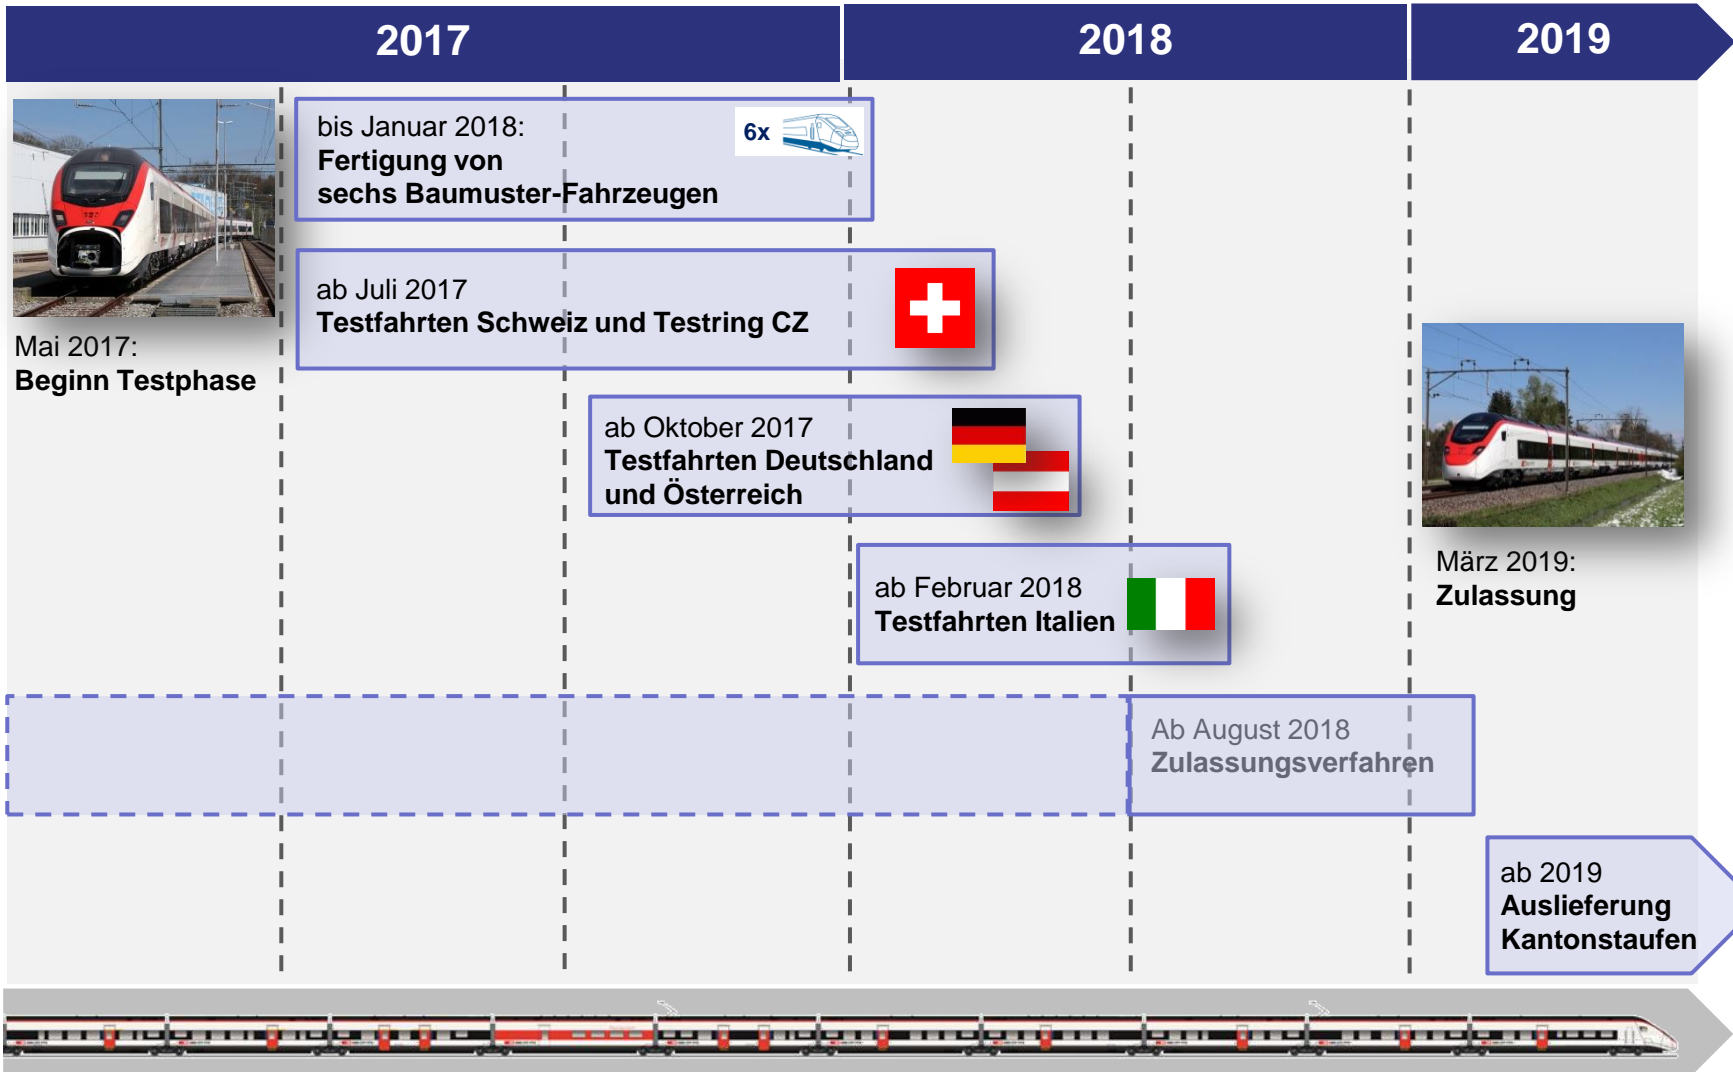 2017
2018
2019
bis Januar 2018:
Fertigung von
sechs Baumuster-Fahrzeugen
6x
ab Juli 2017
Testfahrten Schweiz und Testring CZ
Mai 2017:
Beginn Testphase
ab Oktober 2017
Testfahrten Deutschland
und Österreich
ab Februar 2018
Testfahrten Italien
März 2019:
Zulassung
Ab August 2018
Zulassungsverfahren
ab 2019
Auslieferung
Kantonstaufen